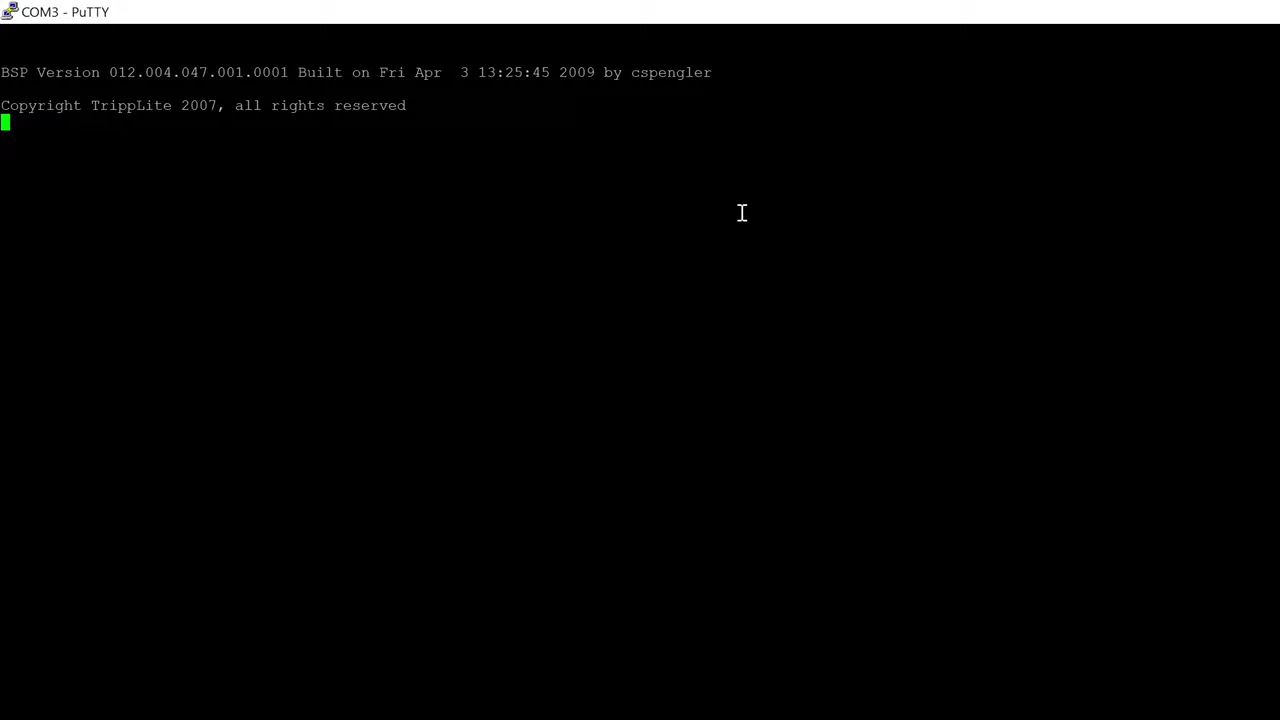 COM3 - PuTTY
BSP Version 012.004.047.001.0001 Built on Fri Apr  3 13:25:45 2009 by cspengler
Copyright TrippLite 2007, all rights reserved